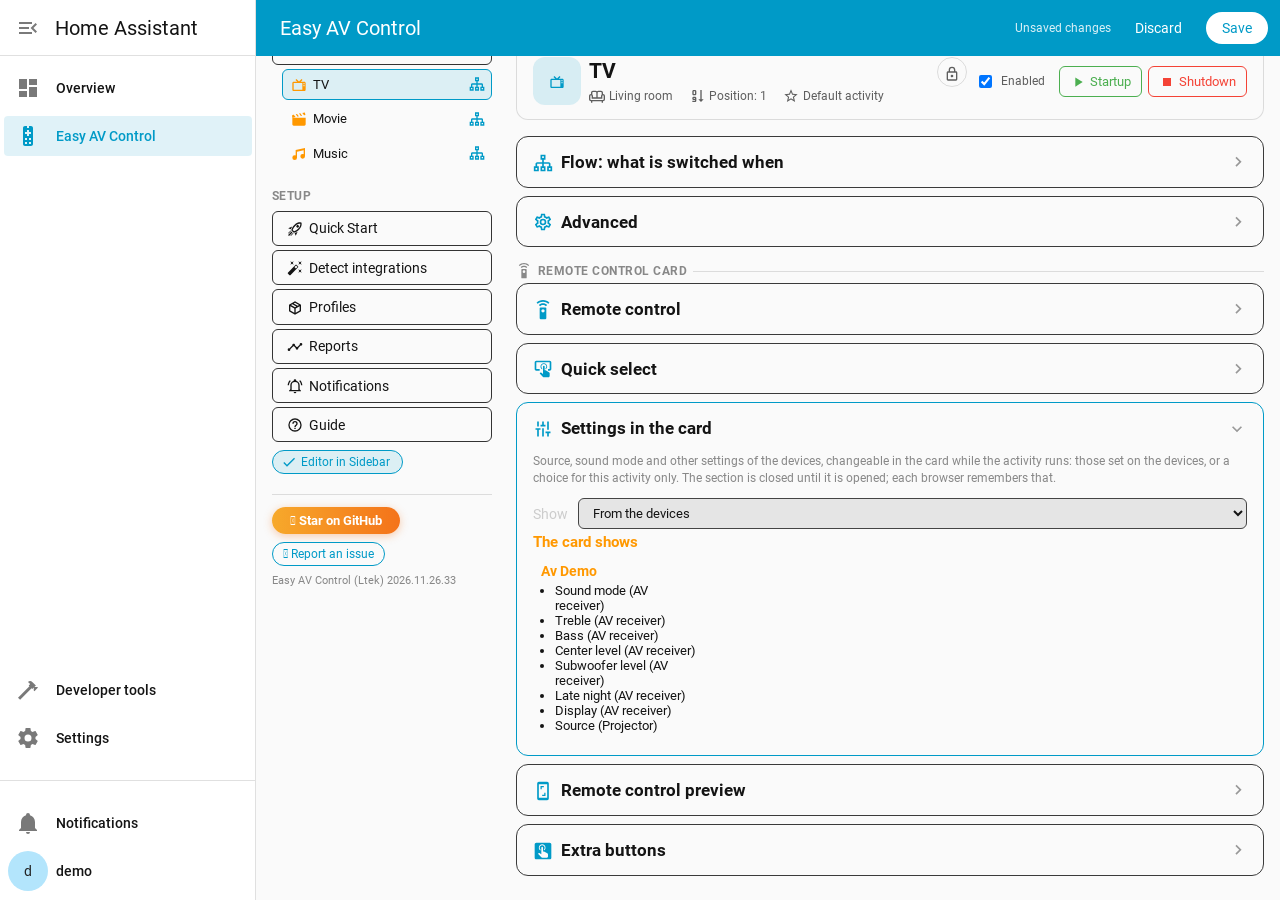 Home Assistant
Overview
Easy AV Control
Developer tools
Settings
Notifications
d
demo
Easy AV Control
Unsaved changes
Discard
Save
TV
Movie
Music
SETUP
Quick Start
Detect integrations
Profiles
Reports
Notifications
Guide
Editor in Sidebar
Star on GitHub
Report an issue
Easy AV Control (Ltek) 2026.11.26.33
TV
Living room
Position: 1
Default activity
Enabled
Startup
Shutdown
Flow: what is switched when
Advanced
REMOTE CONTROL CARD
Remote control
Quick select
Settings in the card
Source, sound mode and other settings of the devices, changeable in the card while the activity runs: those set on the devices, or a
choice for this activity only. The section is closed until it is opened; each browser remembers that.
Show
From the devices
The card shows
Av Demo
Sound mode (AV
receiver)
Treble (AV receiver)
Bass (AV receiver)
Center level (AV receiver)
Subwoofer level (AV
receiver)
Late night (AV receiver)
Display (AV receiver)
Source (Projector)
Remote control preview
Extra buttons